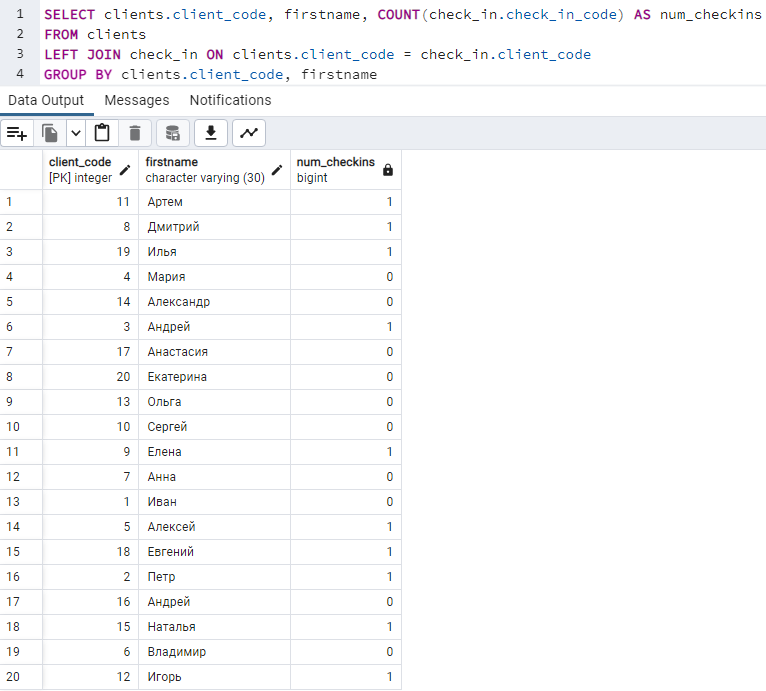 1 SELECT clients.client_code, firstname, COUNT(check_in.check_in_code) AS num_checkins
2 FROM clients
3 LEFT JOIN check_in ON clients.client_code = check_in.client_code
4 GROUP BY clients.client_code, firstname
Data Output Messages Notifications
client_code firstname num_checkins
[PK] integer character varying (30) bigint
1 11 Артем 1
2 8 Дмитрий 1
3 19 Илья 1
4 4 Мария 0
5 14 Александр 0
6 3 Андрей 1
7 17 Анастасия 0
8 20 Екатерина 0
9 13 Ольга 0
10 10 Сергей 0
11 9 Елена 1
12 7 Анна 0
13 1 Иван 0
14 5 Алексей 1
15 18 Евгений 1
16 2 Петр 1
17 16 Андрей 0
18 15 Наталья 1
19 6 Владимир 0
20 12 Игорь 1